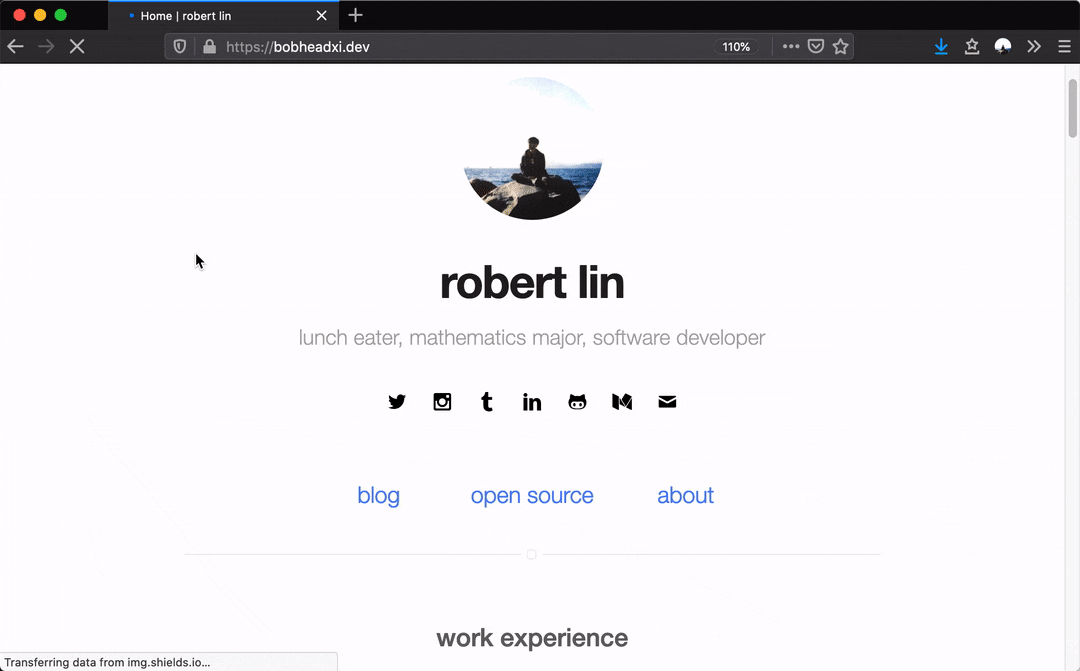 Home | robert lin
https://bobheadxi.dev
110%
robert lin
lunch eater, mathematics major, software developer
blog
open source
about
work experience
Transferring data from img.shields.io...